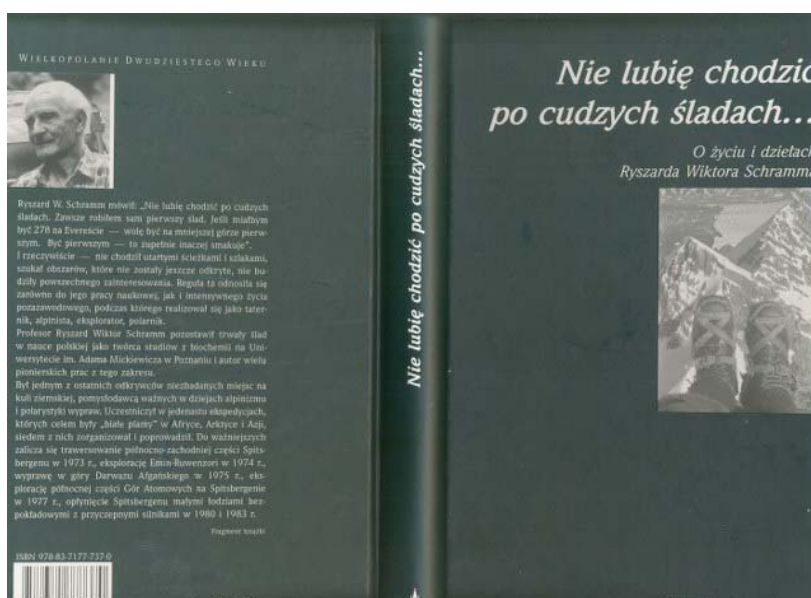 WIELKOPOLANIE DWUDZIESTEGO WIEKU
Ryszard W. Schramm mówił: „Nie lubię chodzić po cudzych
śladach. Zawsze robiłem sam pierwszy ślad. Jeśli miałbym
być 278 na Evereście — wolę być na mniejszej górze pierw-
szym. Być pierwszym — to zupełnie inaczej smakuje”.
I rzeczywiście — nie chodził utartymi ścieżkami i szlakami,
szukał obszarów, które nie zostały jeszcze odkryte, nie bu-
dziły powszechnego zainteresowania. Reguła ta odnosiła się
zarówno do jego pracy naukowej, jak i intensywnego życia
pozazawodowego, podczas którego realizował się jako tater-
nik, alpinista, eksplorator, polarnik.
Profesor Ryszard Wiktor Schramm pozostawił trwały ślad
w nauce polskiej jako twórca studiów z biochemii na Uni-
wersytecie im. Adama Mickiewicza w Poznaniu i autor wielu
pionierskich prac z tego zakresu.
Był jednym z ostatnich odkrywców niezbadanych miejsc na
kuli ziemskiej, pomysłodawcą ważnych w dziejach alpinizmu
i polarystyki wypraw. Uczestniczył w jedenastu ekspedycjach,
których celem były „białe plamy” w Afryce, Arktyce i Azji,
siedem z nich zorganizował i poprowadził. Do ważniejszych
zalicza się trawersowanie północno-zachodniej części Spits-
bergenu w 1973 r., eksplorację Emin-Ruwenzori w 1974 r.,
wyprawę w góry Darwazu Afgańskiego w 1975 r., eks-
plorację północnej części Gór Atomowych na Spitsbergenie
w 1977 r., opłynięcie Spitsbergenu małymi łodziami bez-
pokładowymi z przyczepnymi silnikami w 1980 i 1983 r.
Fragment książki
ISBN 978-83-7177-737-0
Nie lubię chodzić po cudzych śladach...
Nie lubię chodzić
po cudzych śladach...
O życiu i dziełach
Ryszarda Wiktora Schramma